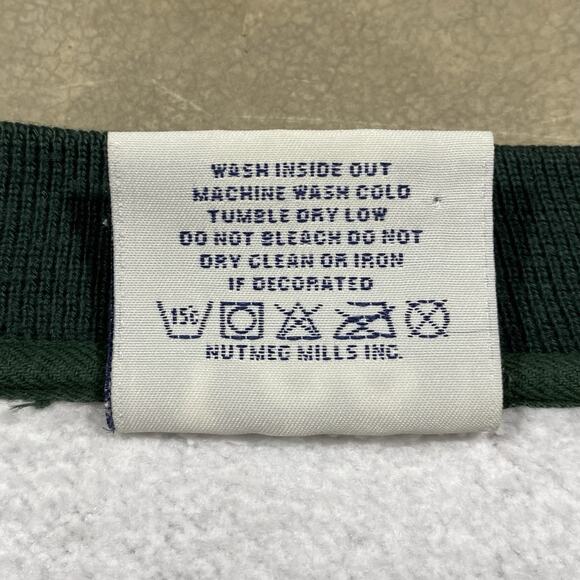 WASH INSIDE OUT
MACHINE WASH COLD
TUMBLE DRY LOW
DO NOT BLEACH DO NOT
DRY CLEAN OR IRON
IF DECORATED
15C
NUTMEG MILLS INC.